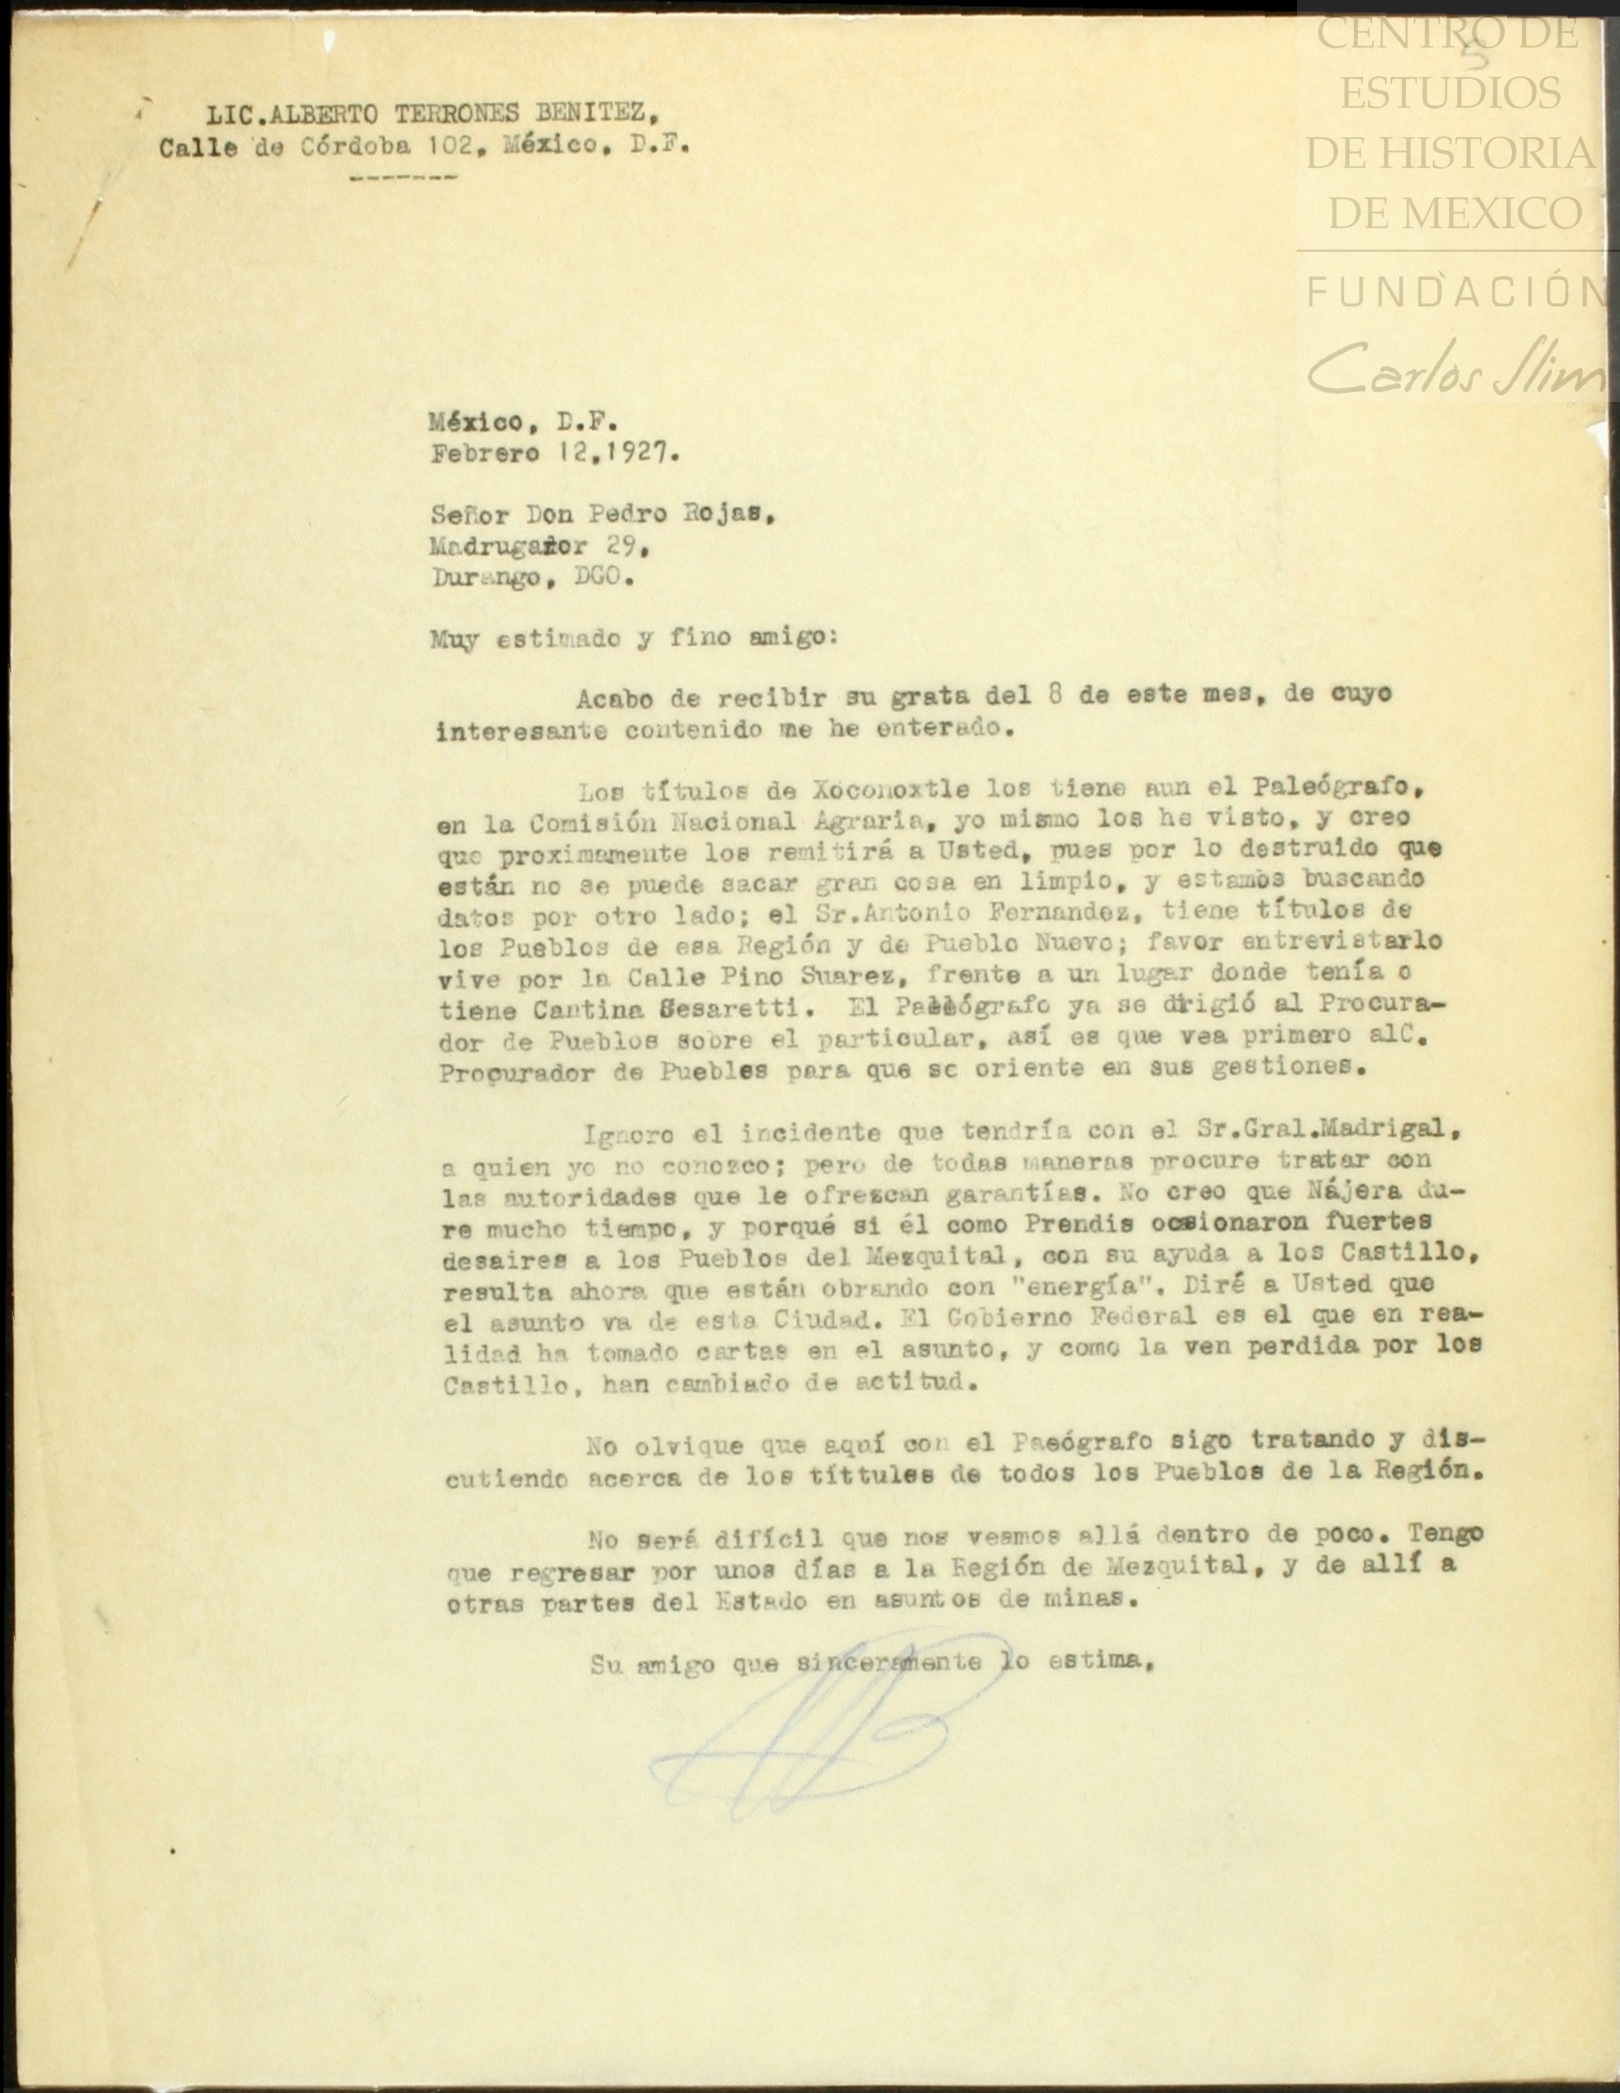 CENTRO DE
ESTUDIOS
DE HISTORIA
DE MEXICO
FUNDACIÓN
Carlos Slim
LIC.ALBERTO TERRONES BENITEZ,
Calle de Córdoba 102, México, D.F.
México, D.F.
Febrero 12,1927.
Señor Don Pedro Rojas,
Madrugador 29,
Durango, DGO.
Muy estimado y fino amigo:
Acabo de recibir su grata del 8 de este mes, de cuyo
interesante contenido me he enterado.
Los títulos de Xoconoxtle los tiene aun el Paleógrafo,
en la Comisión Nacional Agraria, yo mismo los he visto, y creo
que proximamente los remitirá a Usted, pues por lo destruido que
están no se puede sacar gran cosa en limpio, y estamos buscando
datos por otro lado; el Sr.Antonio Fernandez, tiene títulos de
los Pueblos de esa Región y de Pueblo Nuevo; favor entrevistarlo
vive por la Calle Pino Suarez, frente a un lugar donde tenía o
tiene Cantina Sesaretti. El Paleógrafo ya se dirigió al Procura-
dor de Pueblos sobre el particular, así es que vea primero alC.
Procurador de Puebles para que se oriente en sus gestiones.
Ignoro el incidente que tendría con el Sr.Gral.Madrigal,
a quien yo no conozco; pero de todas maneras procure tratar con
las autoridades que le ofrezcan garantías. No creo que Nájera du-
re mucho tiempo, y porqué si él como Prendis ocsionaron fuertes
desaires a los Pueblos del Mezquital, con su ayuda a los Castillo,
resulta ahora que están obrando con "energía". Diré a Usted que
el asunto va de esta Ciudad. El Gobierno Federal es el que en rea-
lidad ha tomado cartas en el asunto, y como la ven perdida por los
Castillo, han cambiado de actitud.
No olvique que aquí con el Paeógrafo sigo tratando y dis-
cutiendo acerca de los títtules de todos los Pueblos de la Región.
No será difícil que nos veamos allá dentro de poco. Tengo
que regresar por unos días a la Región de Mezquital, y de allí a
otras partes del Estado en asuntos de minas.
Su amigo que sinceramente lo estima,